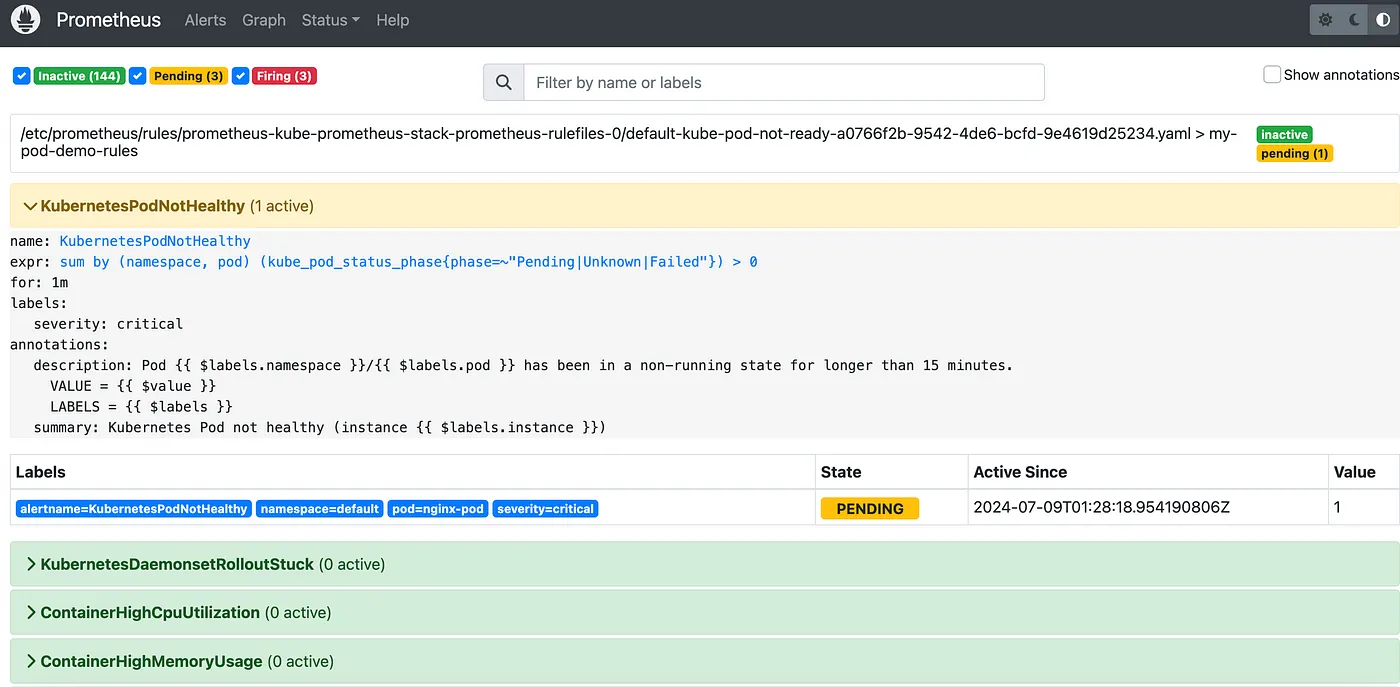 Prometheus Alerts Graph Status Help
Inactive (144) Pending (3) Firing (3) Filter by name or labels Show annotations
/etc/prometheus/rules/prometheus-kube-prometheus-stack-prometheus-rulefiles-0/default-kube-pod-not-ready-a0766f2b-9542-4de6-bcfd-9e4619d25234.yaml > my-
pod-demo-rules
inactive
pending (1)
KubernetesPodNotHealthy (1 active)
name: KubernetesPodNotHealthy
expr: sum by (namespace, pod) (kube_pod_status_phase{phase=~"Pending|Unknown|Failed"}) > 0
for: 1m
labels:
severity: critical
annotations:
description: Pod {{ $labels.namespace }}/{{ $labels.pod }} has been in a non-running state for longer than 15 minutes.
VALUE = {{ $value }}
LABELS = {{ $labels }}
summary: Kubernetes Pod not healthy (instance {{ $labels.instance }})
Labels State Active Since Value
alertname=KubernetesPodNotHealthy namespace=default pod=nginx-pod severity=critical PENDING 2024-07-09T01:28:18.954190806Z 1
KubernetesDaemonsetRolloutStuck (0 active)
ContainerHighCpuUtilization (0 active)
ContainerHighMemoryUsage (0 active)